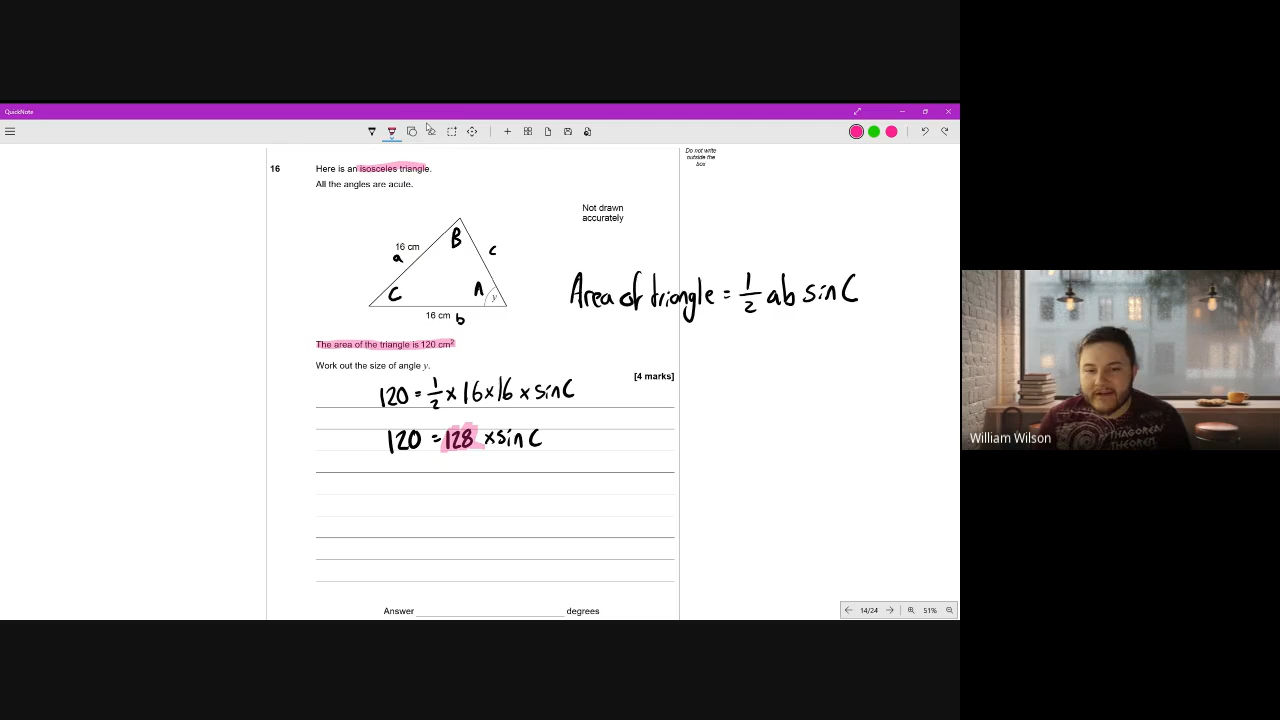 QuickNote
Do not write
outside the
box
16 Here is an isosceles triangle.
All the angles are acute.
Not drawn
accurately
B
16 cm
c
a
C
A
y
16 cm
b
Area of triangle = 1/2 ab sin C
The area of the triangle is 120 cm²
Work out the size of angle y.
[4 marks]
120 = 1/2 × 16 × 16 × sin C
120 = 128 × sin C
Answer ____________ degrees
14/24
51%
PYTHAGOREAN
THEOREM
William Wilson